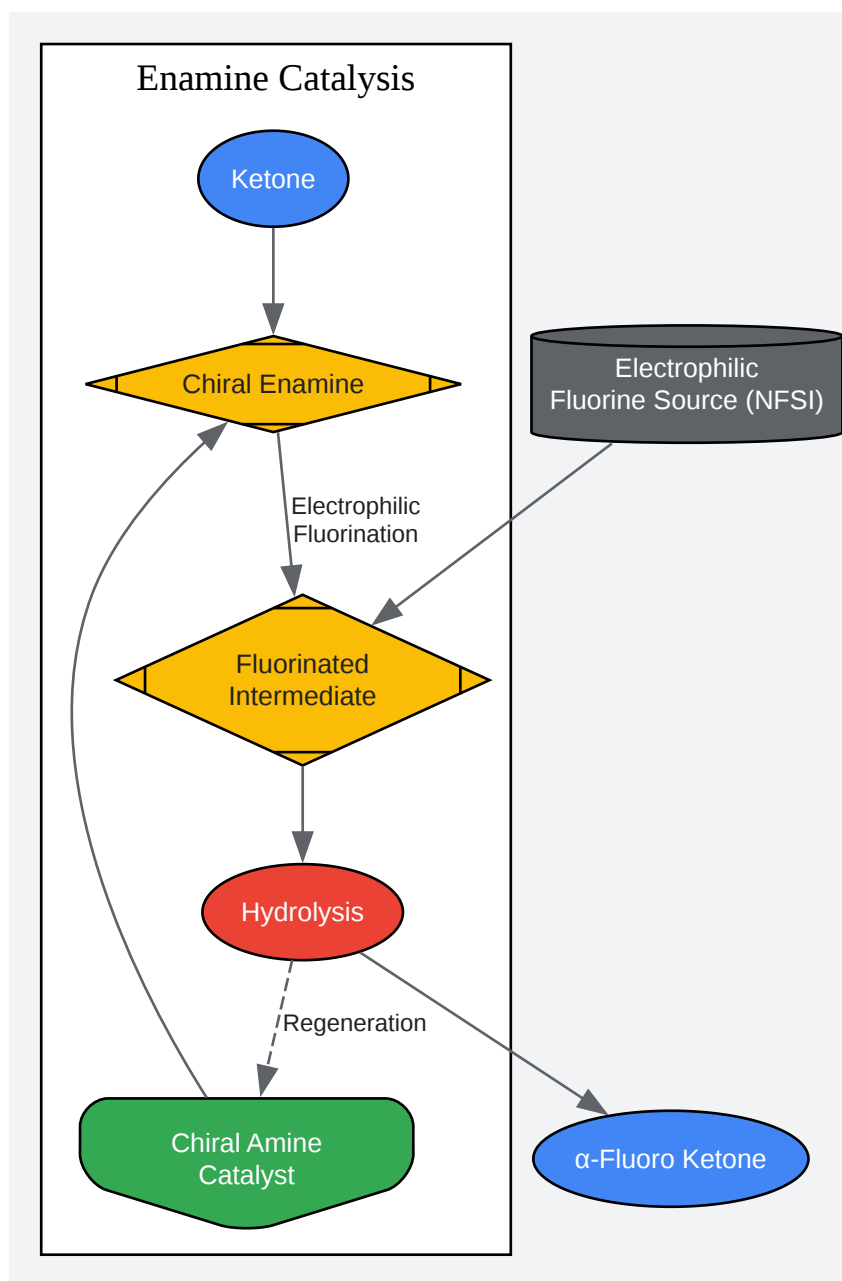 Enamine Catalysis
Ketone
Chiral Enamine
Electrophilic
Fluorine Source (NFSI)
Electrophilic
Fluorination
Fluorinated
Intermediate
Hydrolysis
Regeneration
Chiral Amine
Catalyst
α-Fluoro Ketone